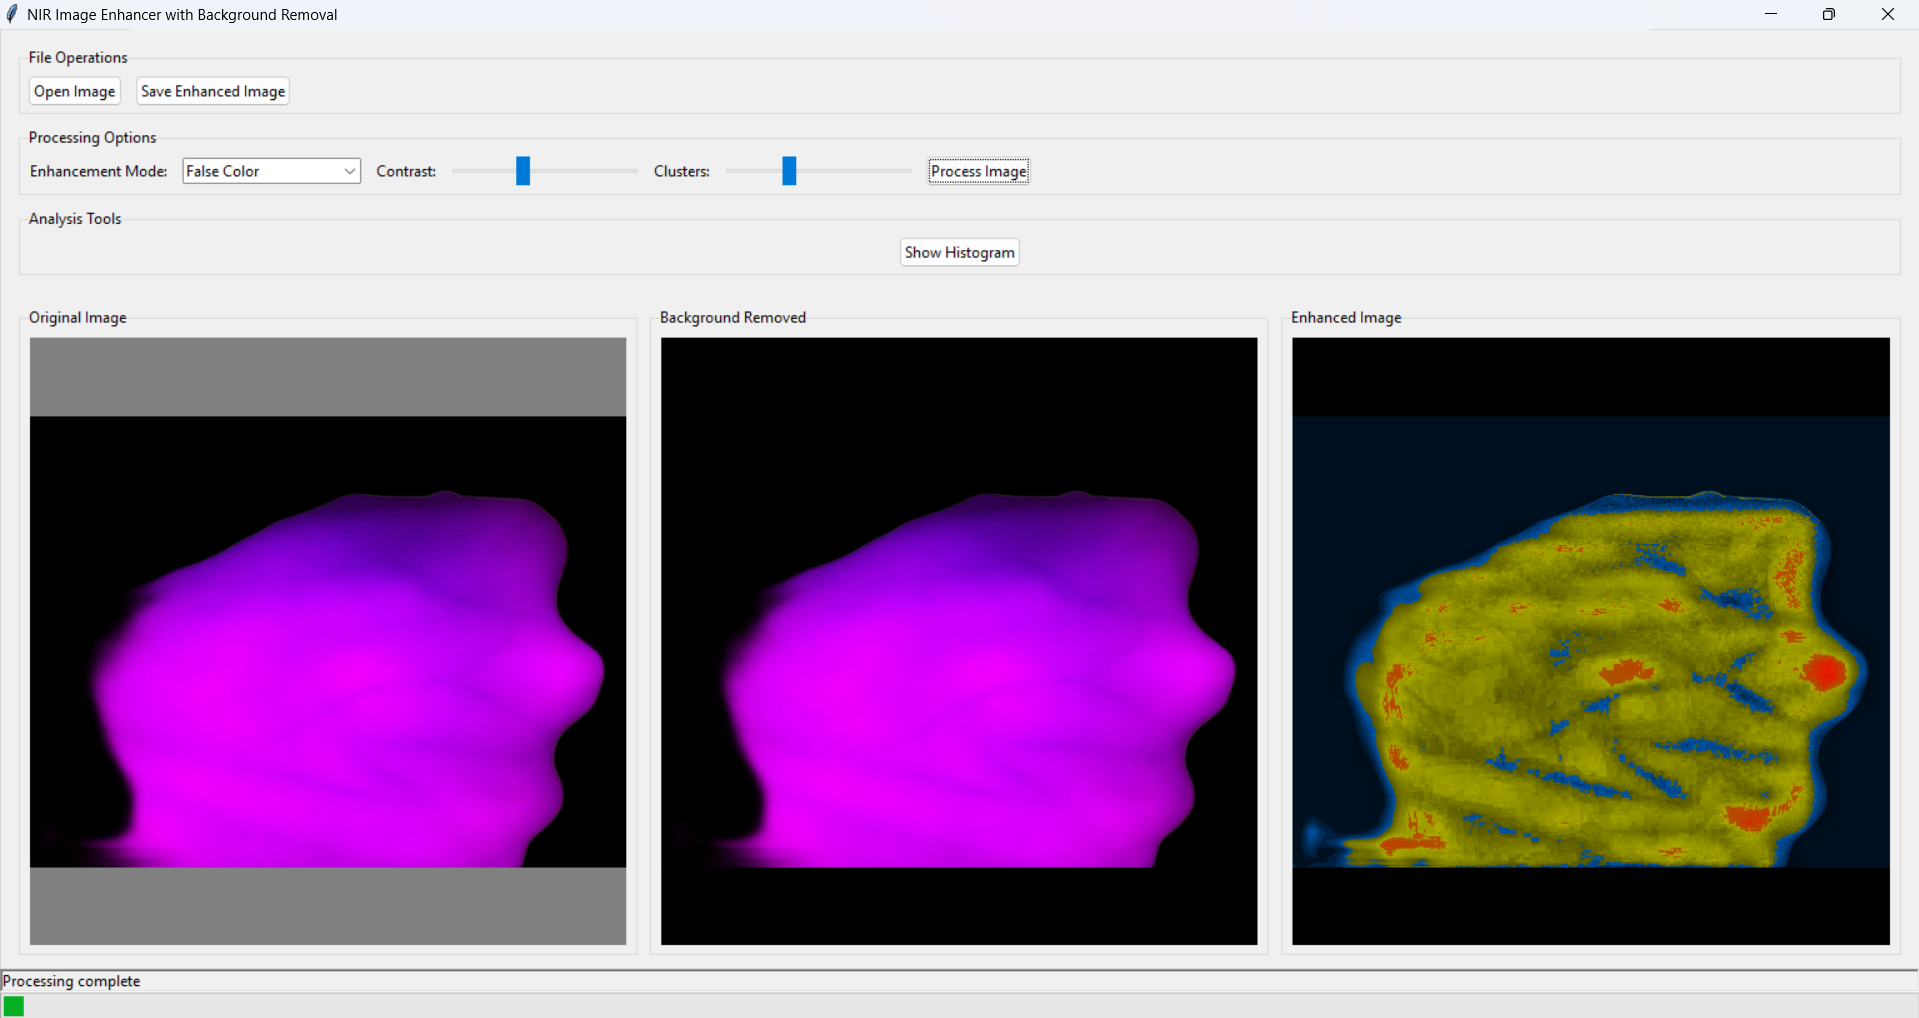 NIR Image Enhancer with Background Removal
File Operations
Open Image Save Enhanced Image
Processing Options
Enhancement Mode: False Color Contrast: Clusters: Process Image
Analysis Tools
Show Histogram
Original Image Background Removed Enhanced Image
Processing complete